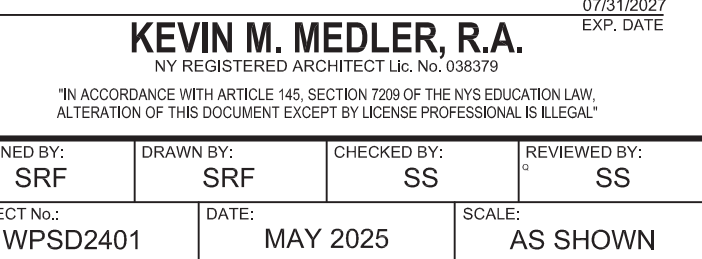 07/31/2027
EXP. DATE
KEVIN M. MEDLER, R.A.
NY REGISTERED ARCHITECT Lic. No. 038379
"IN ACCORDANCE WITH ARTICLE 145, SECTION 7209 OF THE NYS EDUCATION LAW,
ALTERATION OF THIS DOCUMENT EXCEPT BY LICENSE PROFESSIONAL IS ILLEGAL"
NED BY: DRAWN BY: CHECKED BY: REVIEWED BY:
SRF SRF SS Q SS
ECT No.: DATE: SCALE:
WPSD2401 MAY 2025 AS SHOWN